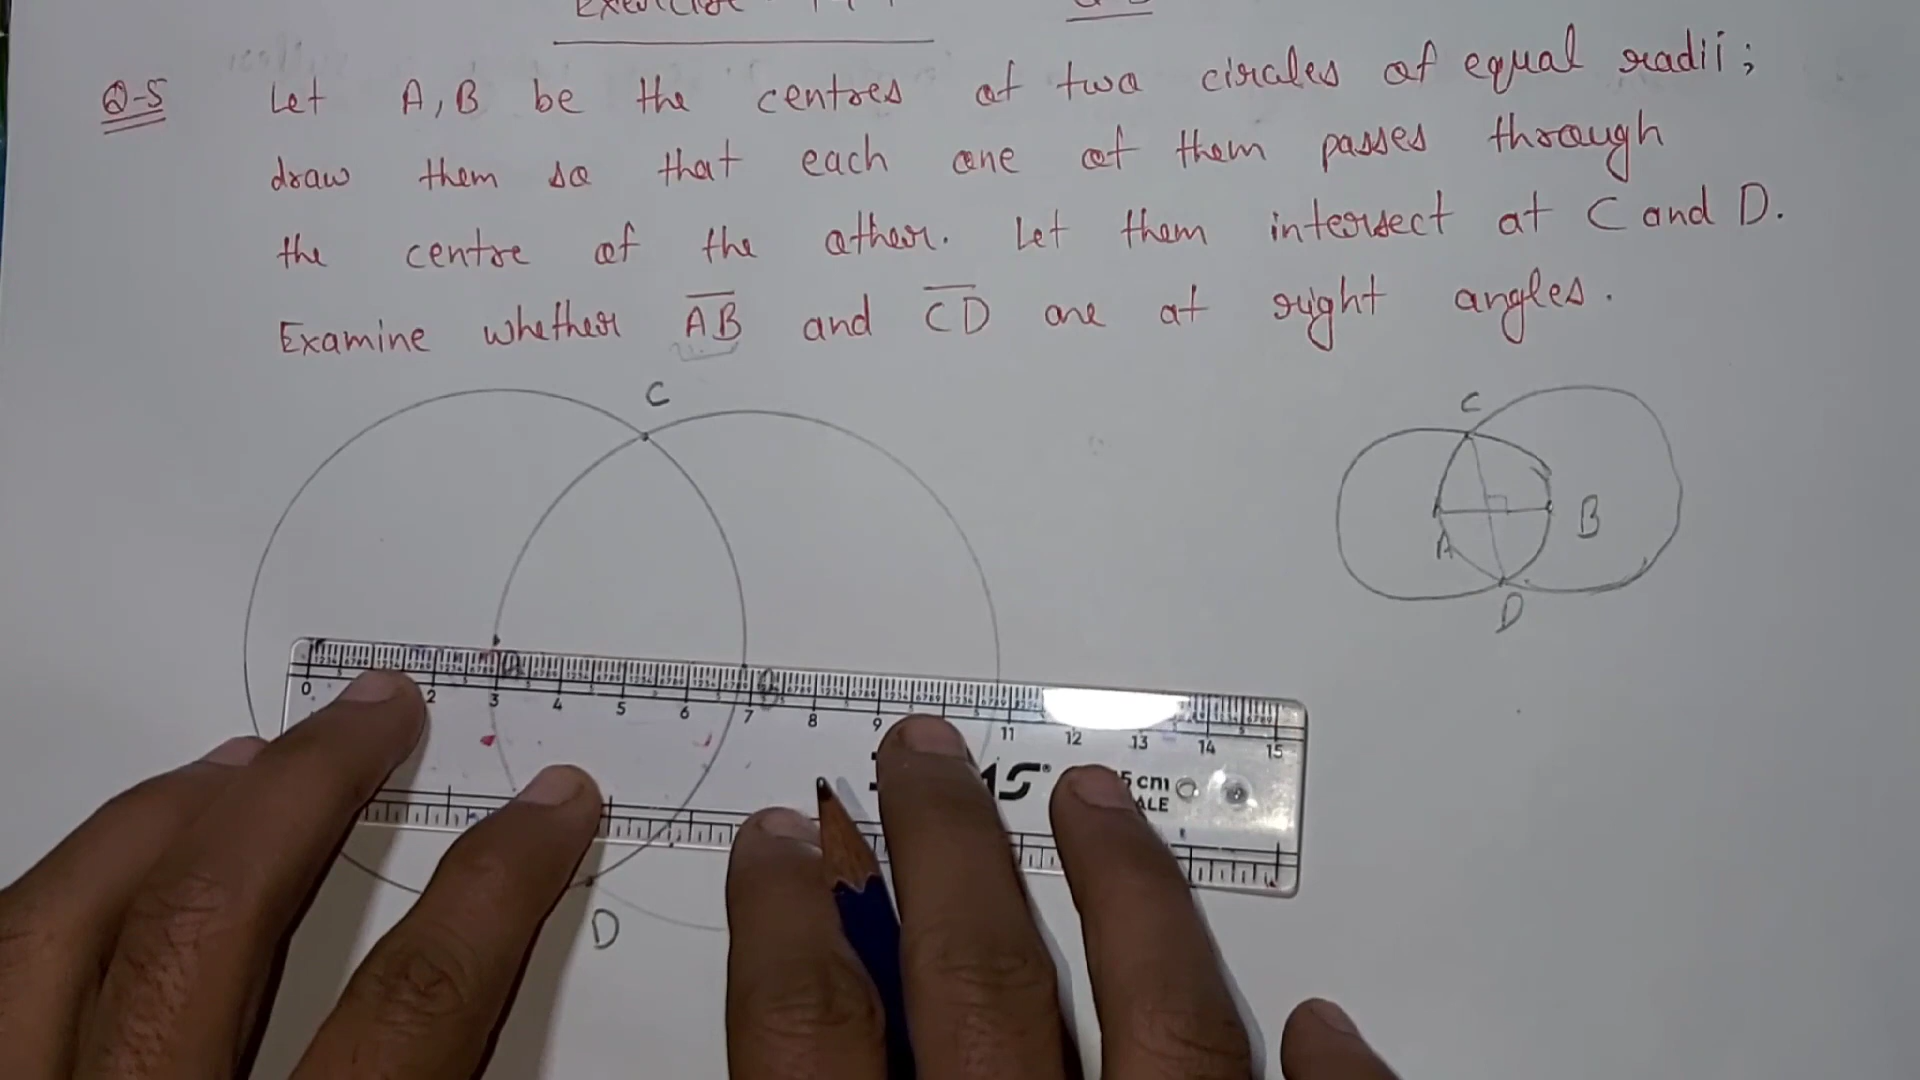 Exercise
Q-5 Let A, B be the centres of two circles of equal radii;
draw them so that each one of them passes through
the centre of the other. Let them intersect at C and D.
Examine whether A̅B̅ and C̅D̅ are at right angles.
C
C
A
B
D
0 2 3 4 5 6 7 8 9 11 12 13 14 15
cm
D